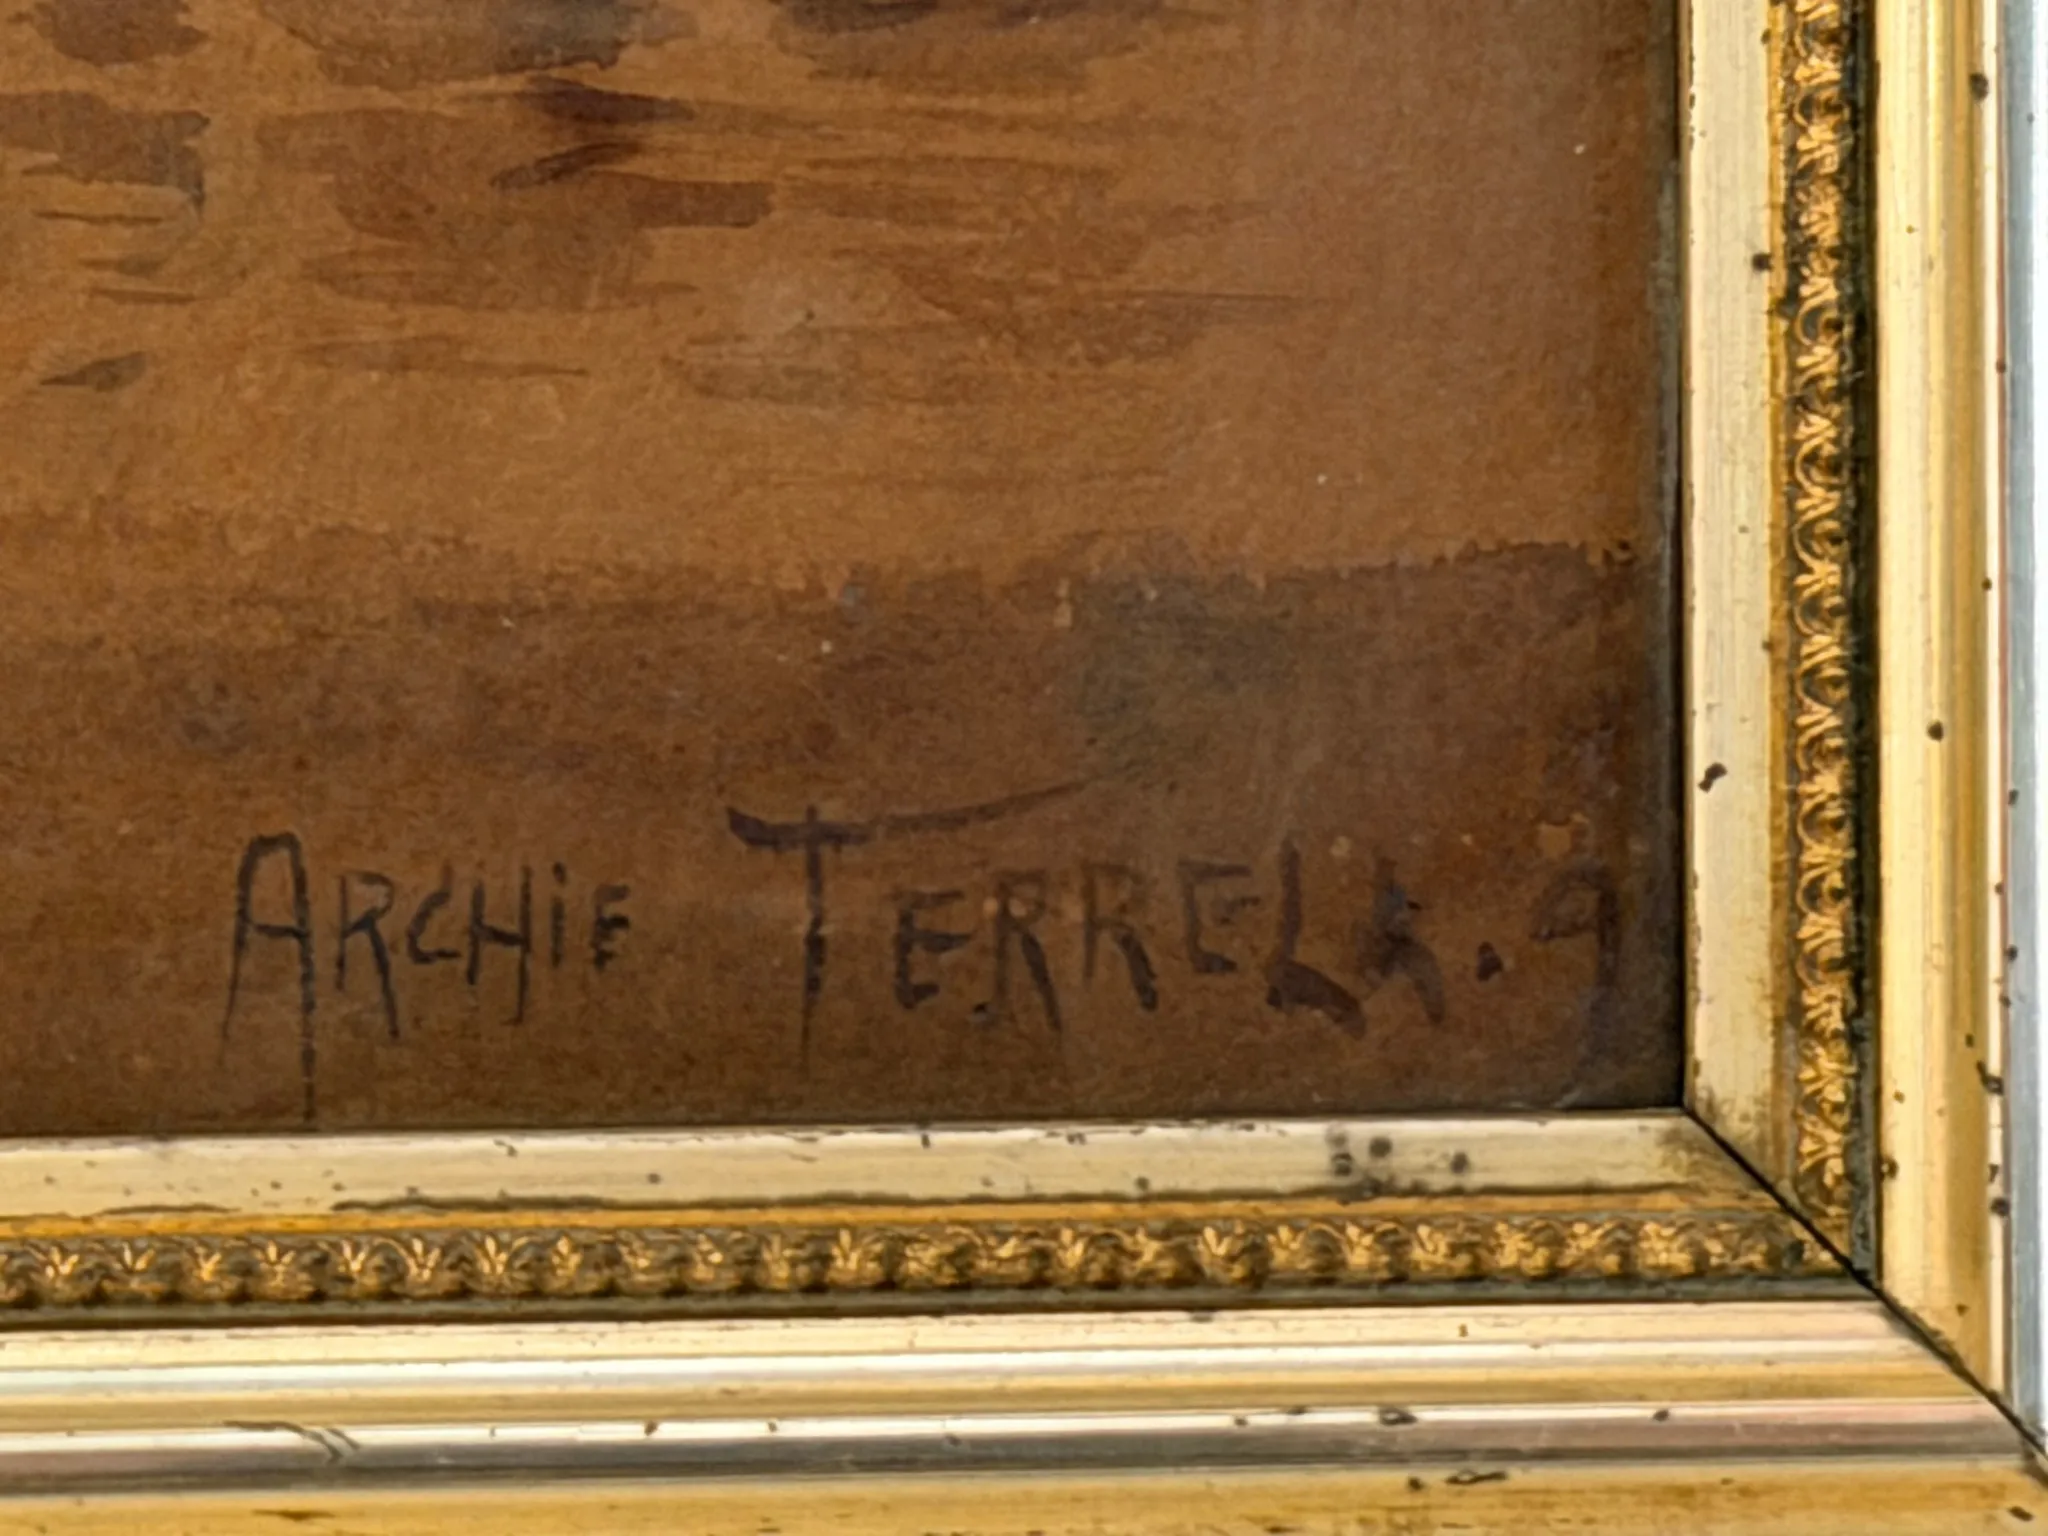 ARCHiE TERRELL. 9